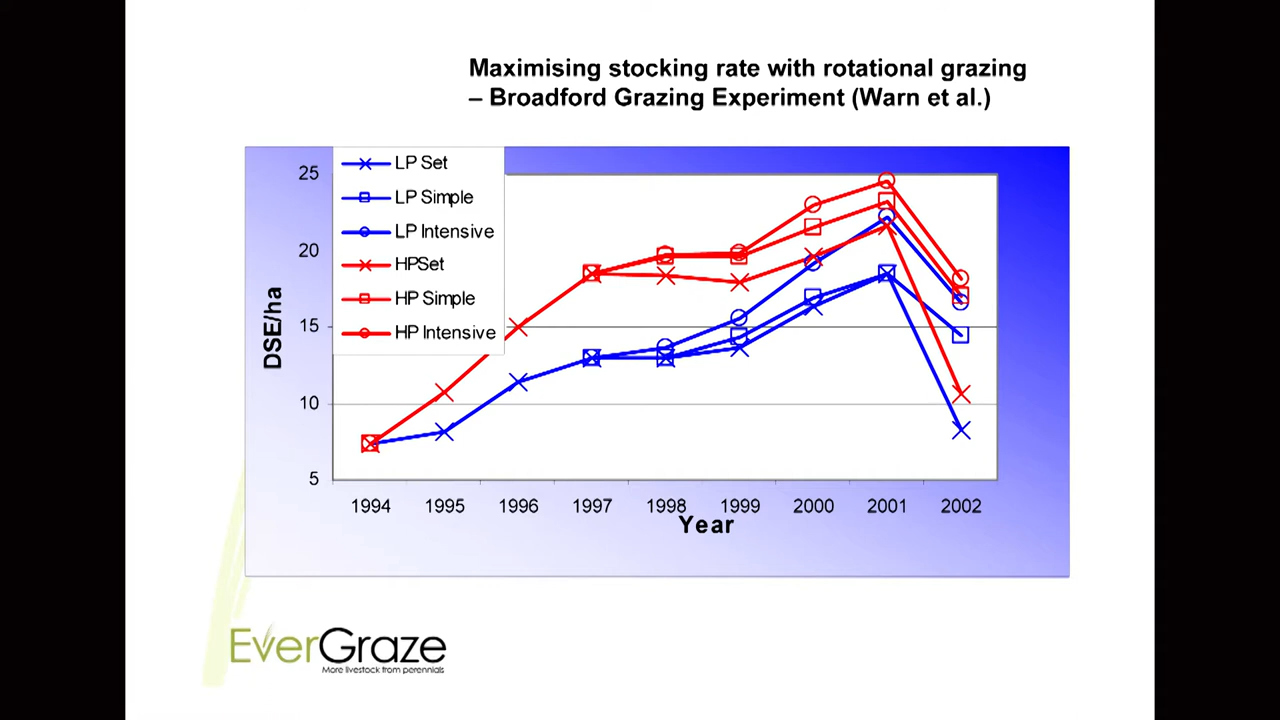 Maximising stocking rate with rotational grazing
– Broadford Grazing Experiment (Warn et al.)
LP Set
LP Simple
LP Intensive
HPSet
HP Simple
HP Intensive
25
20
15
10
5
DSE/ha
1994 1995 1996 1997 1998 1999 2000 2001 2002
Year
EverGraze
More livestock from perennials